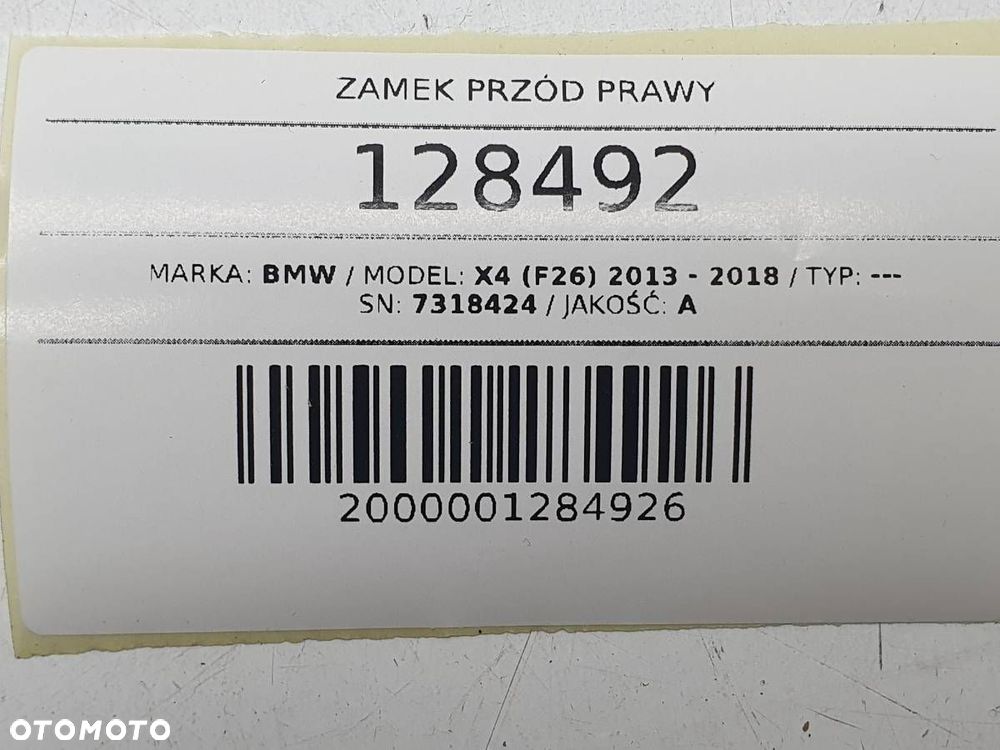 ZAMEK PRZÓD PRAWY
128492
MARKA: BMW / MODEL: X4 (F26) 2013 - 2018 / TYP: ---
SN: 7318424 / JAKOŚĆ: A
2000001284926
OTOMOTO